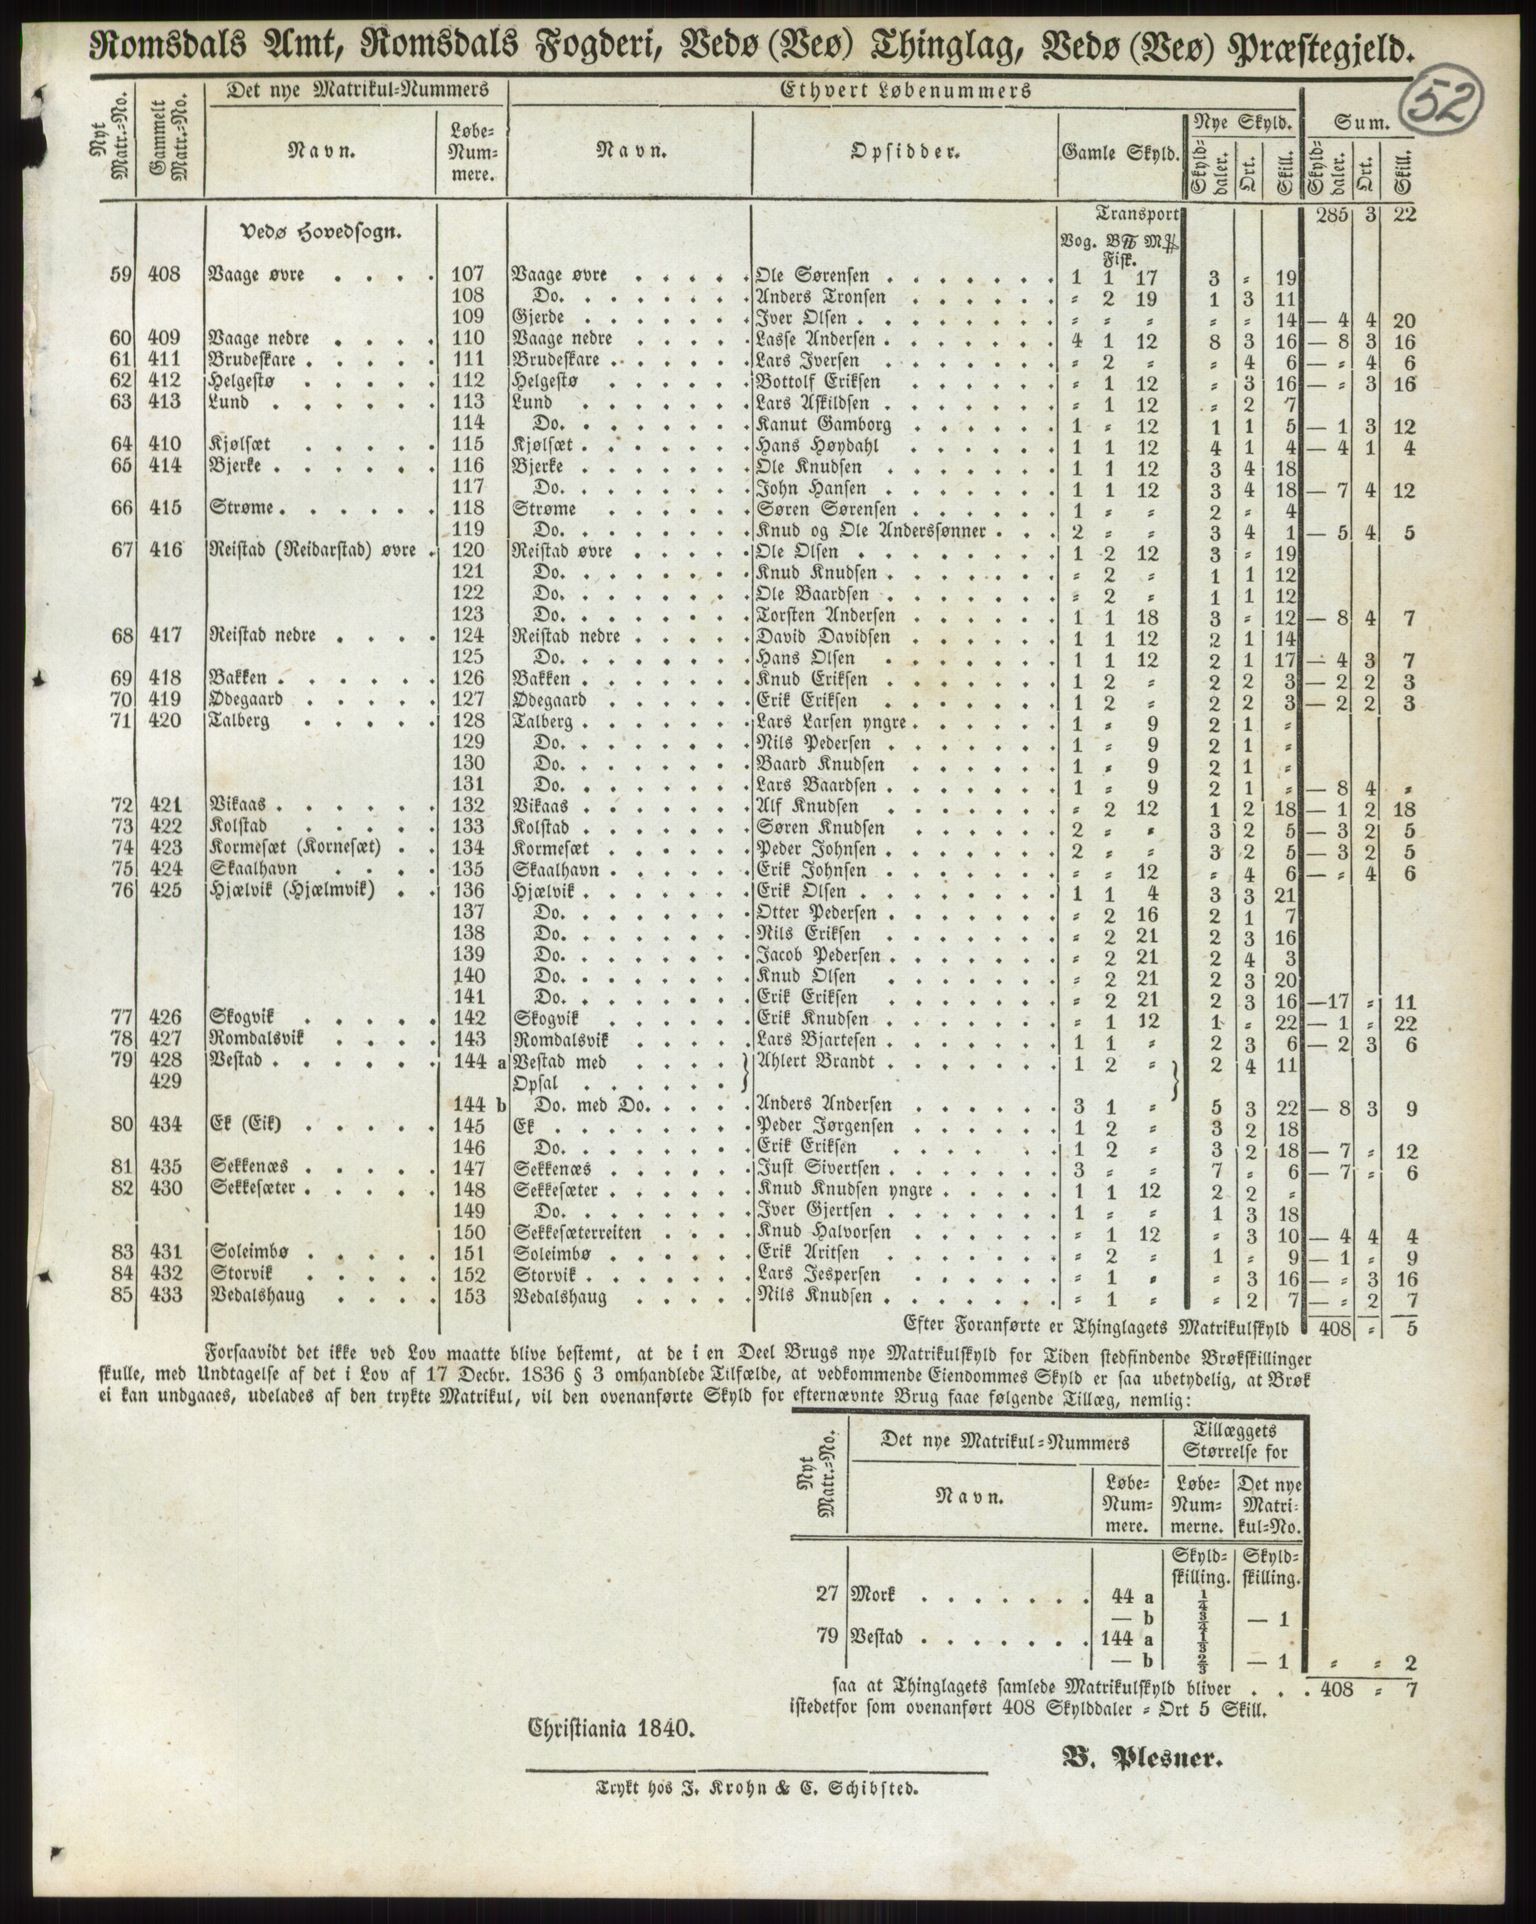 Romsdals Amt, Romsdals Fogderi, Vedø (Veø) Thinglag, Vedø (Veø) Præstegjeld.
52
Nyt Matr.=No. | Gammelt Matr.=No. | Det nye Matrikul=Nummers | Ethvert Løbenummers
Navn. | Løbe=Num=mere. | Navn. | Opsidder. | Gamle Skyld. | Nye Skyld. | Sum.
Skyld=daler. | Ort. | Skill. | Skyld=daler. | Ort. | Skill.
Transport 285 3 22
Vedø Hovedsogn. Vog. B℔ M℔ Fisk.
59 408 Vaage øvre . . . . 107 Vaage øvre . . . . . Ole Sørensen . . . . . . . 1 1 17 3 = 19
108 Do. . . . . . . . Anders Tronsen . . . . . . = 2 19 1 3 11
109 Gjerde . . . . . . . Iver Olsen . . . . . . . . = = = = = 14 — 4 4 20
60 409 Vaage nedre . . . . 110 Vaage nedre . . . . . Lasse Andersen . . . . . . . 4 1 12 8 3 16 — 8 3 16
61 411 Brudeskare . . . . . 111 Brudeskare . . . . . . Lars Iversen . . . . . . . = 2 = = 4 6 — = 4 6
62 412 Helgestø . . . . . 112 Helgestø . . . . . Bottolf Eriksen . . . . . . = 1 12 = 3 16 — = 3 16
63 413 Lund . . . . . . 113 Lund . . . . . . Lars Askildsen . . . . . . . = 1 12 = 2 7
114 Do. . . . . . . . Kanut Gamborg . . . . . . 1 = 12 1 1 5 — 1 3 12
64 410 Kjølsæt . . . . . 115 Kjølsæt . . . . . . . Hans Høydahl . . . . . . 1 1 12 4 1 4 — 4 1 4
65 414 Bjerke . . . . . . 116 Bjerke . . . . . . . Ole Knudsen . . . . . . . 1 1 12 3 4 18
117 Do. . . . . . . . John Hansen . . . . . . . 1 1 12 3 4 18 — 7 4 12
66 415 Strøme . . . . . . 118 Strøme . . . . . . Søren Sørensen . . . . . . 1 = = 2 = 4
119 Do. . . . . . . . Knud og Ole Anderssønner . . . 2 = = 3 4 1 — 5 4 5
67 416 Reistad (Reidarstad) øvre . 120 Reistad øvre . . . . . Ole Olsen . . . . . . . . 1 2 12 3 = 19
121 Do. . . . . . . . Knud Knudsen . . . . . . . = 2 = 1 1 12
122 Do. . . . . . . . Ole Baardsen . . . . . . . = 2 = 1 1 12
123 Do. . . . . . . . Torsten Andersen . . . . . . 1 1 18 3 = 12 — 8 4 7
68 417 Reistad nedre . . . . 124 Reistad nedre . . . . . David Davidsen . . . . . . 1 1 12 2 1 14
125 Do. . . . . . . . Hans Olsen . . . . . . . 1 1 12 2 1 17 — 4 3 7
69 418 Bakken . . . . . . 126 Bakken . . . . . . . Knud Eriksen . . . . . . . 1 2 = 2 2 3 — 2 2 3
70 419 Ødegaard . . . . . 127 Ødegaard . . . . . . Erik Eriksen . . . . . . . 1 2 = 2 2 3 — 2 2 3
71 420 Talberg . . . . . 128 Talberg . . . . . . . Lars Larsen yngre . . . . . . 1 = 9 2 1 =
129 Do. . . . . . . . Nils Pedersen . . . . . . . 1 = 9 2 1 =
130 Do. . . . . . . . Baard Knudsen . . . . . . 1 = 9 2 1 =
131 Do. . . . . . . . Lars Baardsen . . . . . . . 1 = 9 2 1 = — 8 4 =
72 421 Vikaas . . . . . . 132 Vikaas . . . . . . . Alf Knudsen . . . . . . . = 2 12 1 2 18 — 1 2 18
73 422 Kolstad . . . . . 133 Kolstad . . . . . . . Søren Knudsen . . . . . . 2 = = 3 2 5 — 3 2 5
74 423 Kormesæt (Kornesæt) . . 134 Kormesæt . . . . . . Peder Johnsen . . . . . . . 2 = = 3 2 5 — 3 2 5
75 424 Skaalhavn . . . . 135 Skaalhavn . . . . . . Erik Johnsen . . . . . . . = = 12 = 4 6 — = 4 6
76 425 Hjælvik (Hjælmvik) . . 136 Hjælvik . . . . . . . Erik Olsen . . . . . . . . 1 1 4 3 3 21
137 Do. . . . . . . . Otter Pedersen . . . . . . . = 2 16 2 1 7
138 Do. . . . . . . . Nils Eriksen . . . . . . . = 2 21 2 3 16
139 Do. . . . . . . . Jacob Pedersen . . . . . . . = 2 21 2 4 3
140 Do. . . . . . . . Knud Olsen . . . . . . . = 2 21 2 3 20
141 Do. . . . . . . . Erik Eriksen . . . . . . . = 2 21 2 3 16 —17 = 11
77 426 Skogvik . . . . . 142 Skogvik . . . . . . Erik Knudsen . . . . . . . = 1 12 1 = 22 — 1 = 22
78 427 Romdalsvik . . . . 143 Romdalsvik . . . . . Lars Bjartesen . . . . . . . 1 1 = 2 3 6 — 2 3 6
79 428 Vestad . . . . . . 144 a Vestad med . . . . } Ahlert Brandt . . . . . . . 1 2 = } 2 4 11
429 Opsal . . . . . .
144 b Do. med Do. . . . . Anders Andersen . . . . . . 3 1 = 5 3 22 — 8 3 9
80 434 Ek (Eik) . . . . . 145 Ek . . . . . . . . Peder Jørgensen . . . . . . 1 2 = 3 2 18
146 Do. . . . . . . . Erik Eriksen . . . . . . 1 2 = 3 2 18 — 7 = 12
81 435 Sekkenæs . . . . . 147 Sekkenæs . . . . . . Just Sivertsen . . . . . . . 3 = = 7 = 6 — 7 = 6
82 430 Sekkesæter . . . . . 148 Sekkesæter . . . . . . Knud Knudsen yngre . . . . . 1 1 12 2 2 =
149 Do. . . . . . . . Iver Gjertsen . . . . . . . 1 = = 1 3 18
150 Sekkesæterreiten . . . . Knud Halvorsen . . . . . . = 1 12 = 3 10 — 4 4 4
83 431 Soleimbø . . . . . 151 Soleimbø . . . . . . Erik Aritsen . . . . . . . = 2 = 1 = 9 — 1 = 9
84 432 Storvik . . . . . 152 Storvik . . . . . . . Lars Jespersen . . . . . . = 1 = = 3 16 — = 3 16
85 433 Vedalshaug . . . . 153 Vedalshaug . . . . . Nils Knudsen . . . . . . . = 1 = = 2 7 — = 2 7
Efter Foranførte er Thinglagets Matrikulskyld 408 = 5
Forsaavidt det ikke ved Lov maatte blive bestemt, at de i en Deel Brugs nye Matrikulskyld for Tiden stedfindende Brøkskillinger
skulle, med Undtagelse af det i Lov af 17 Decbr. 1836 § 3 omhandlede Tilfælde, at vedkommende Eiendommes Skyld er saa ubetydelig, at Brøk
ei kan undgaaes, udelades af den trykte Matrikul, vil den ovenanførte Skyld for efternævnte Brug faae følgende Tillæg, nemlig:
Nyt Matr.=No. | Det nye Matrikul=Nummers | Tillæggets Størrelse for
Navn. | Løbe=Num=mere. | Løbe=Num=merne. | Det nye Matri=kul=No.
Skyld=skilling. | Skyld=skilling.
27 Mork . . . . . . . 44 a ¼
— b ¾ — 1
79 Vestad . . . . . . . 144 a ⅓
— b ⅔ — 1 = = 2
saa at Thinglagets samlede Matrikulskyld bliver . . . 408 = 7
istedetfor som ovenanført 408 Skylddaler = Ort 5 Skill.
Christiania 1840.
B. Plesner.
Trykt hos J. Krohn & C. Schibsted.